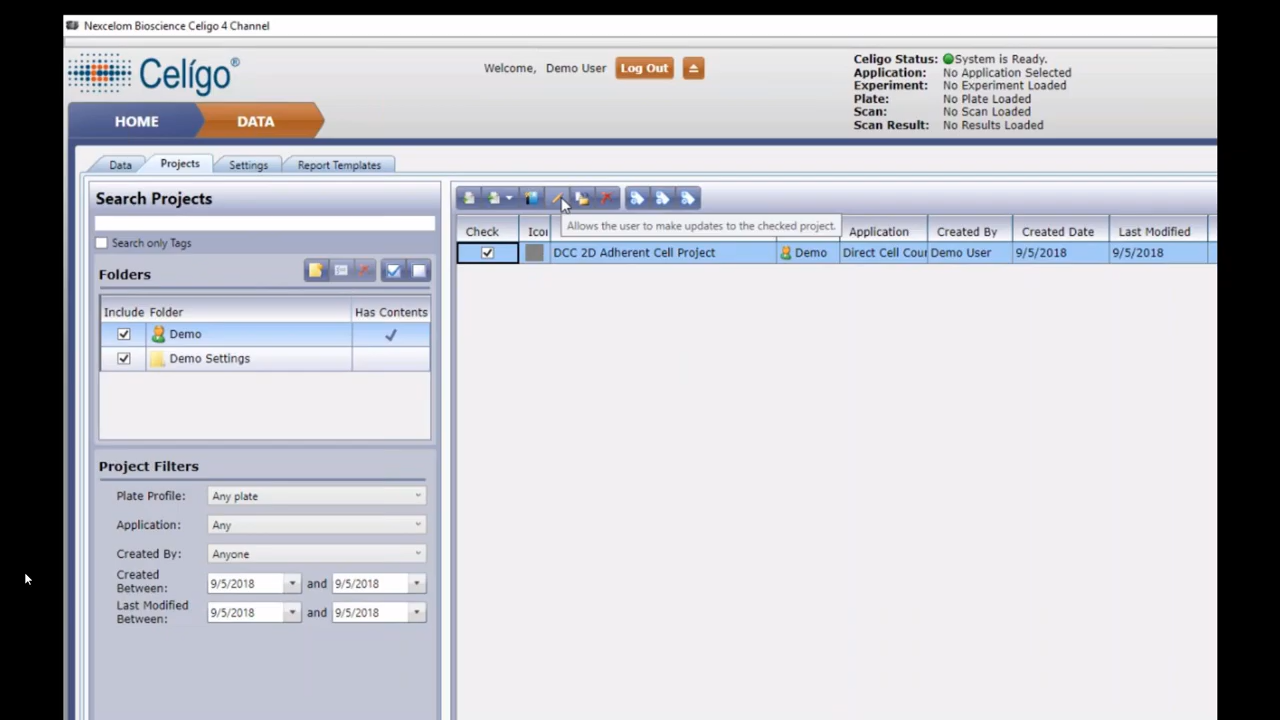 Nexcelom Bioscience Celigo 4 Channel
Celígo®
Welcome, Demo User Log Out
Celigo Status: System is Ready.
Application: No Application Selected
Experiment: No Experiment Loaded
Plate: No Plate Loaded
Scan: No Scan Loaded
Scan Result: No Results Loaded
HOME DATA
Data Projects Settings Report Templates
Search Projects
Search only Tags
Folders
Include Folder Has Contents
Demo
Demo Settings
Project Filters
Plate Profile: Any plate
Application: Any
Created By: Anyone
Created Between: 9/5/2018 and 9/5/2018
Last Modified Between: 9/5/2018 and 9/5/2018
Allows the user to make updates to the checked project.
Check Icon Application Created By Created Date Last Modified
DCC 2D Adherent Cell Project Demo Direct Cell Cour Demo User 9/5/2018 9/5/2018